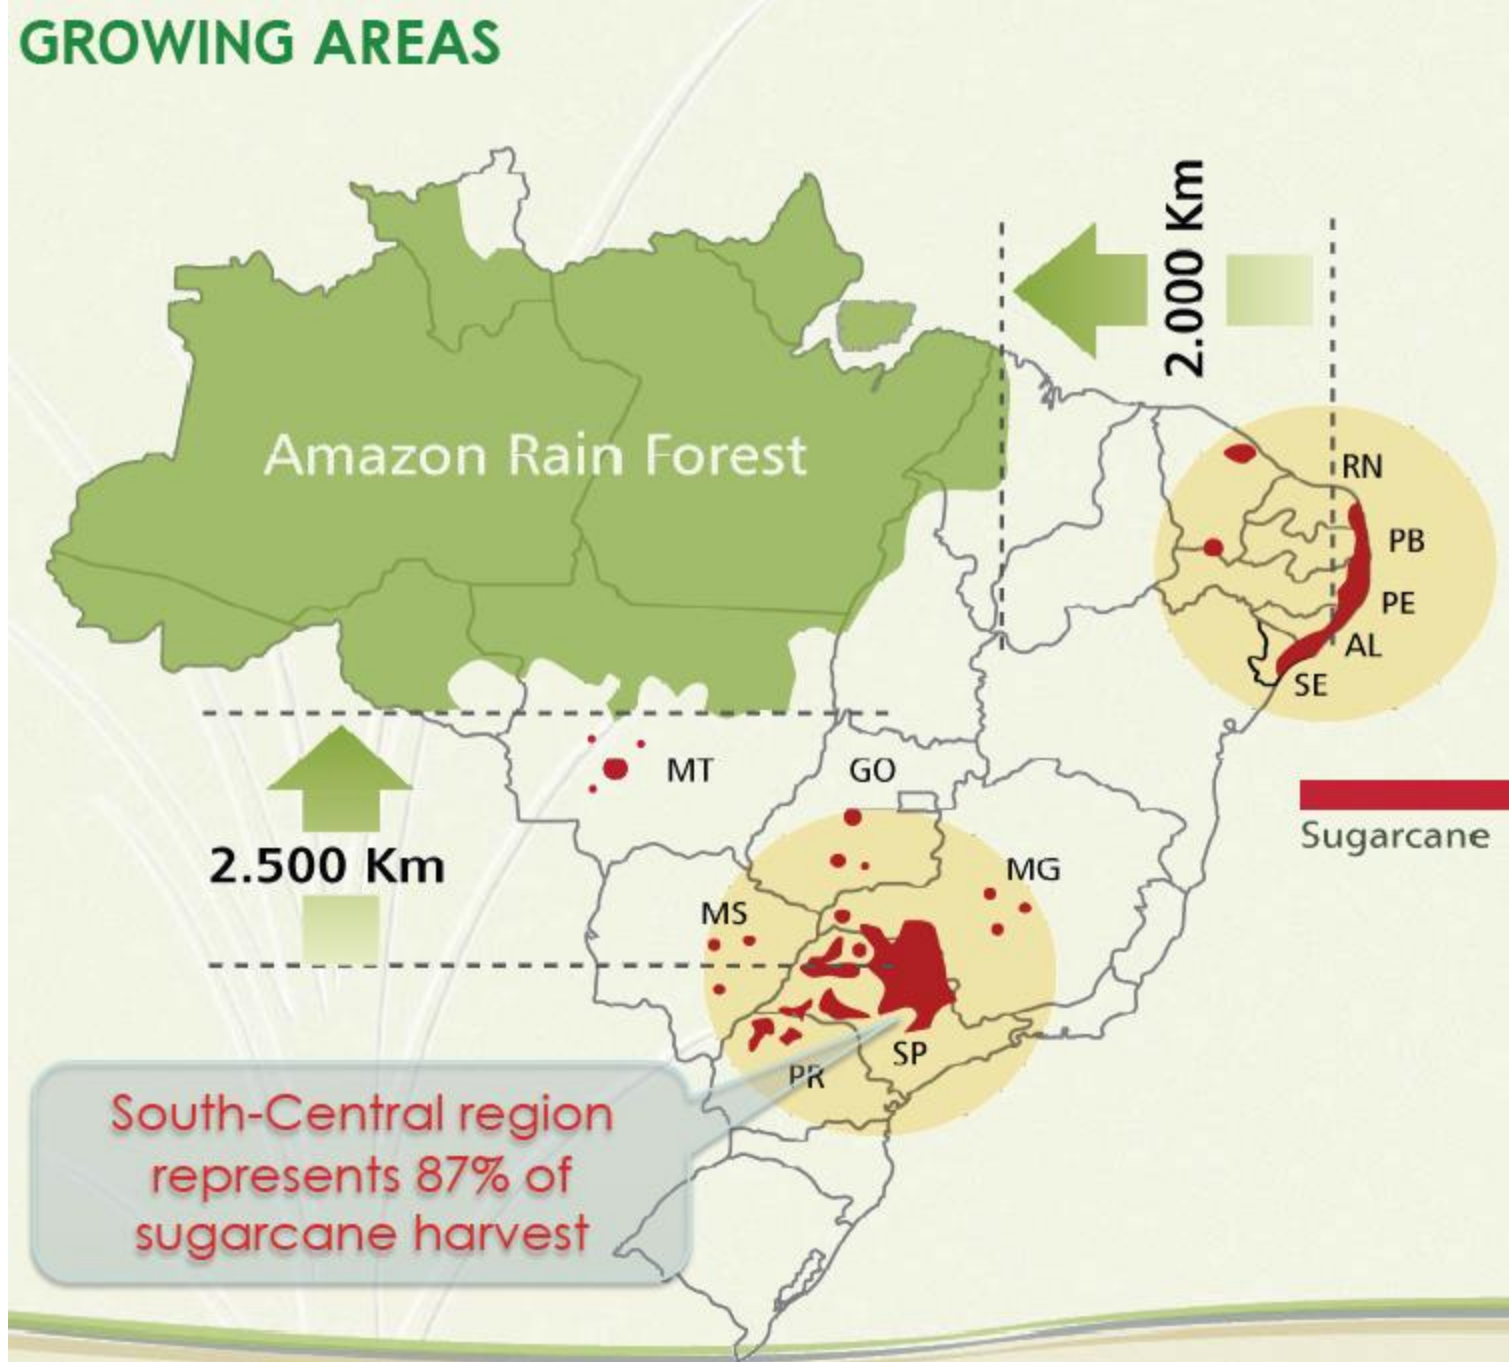 GROWING AREAS
2.000 Km
Amazon Rain Forest
RN
PB
PE
AL
SE
MT
GO
Sugarcane
2.500 Km
MG
MS
SP
PR
South-Central region
represents 87% of
sugarcane harvest